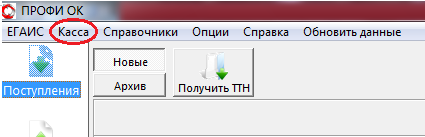 ПРОФИ ОК
ЕГАИС Касса Справочники Опции Справка Обновить данные
Поступления
Новые
Архив
Получить ТТН